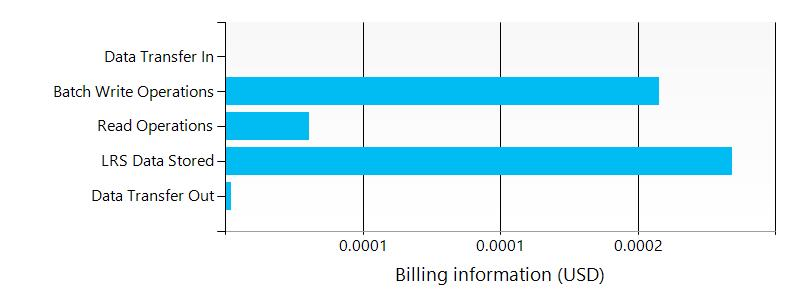 Data Transfer In
Batch Write Operations
Read Operations
LRS Data Stored
Data Transfer Out
0.0001 0.0001 0.0002
Billing information (USD)